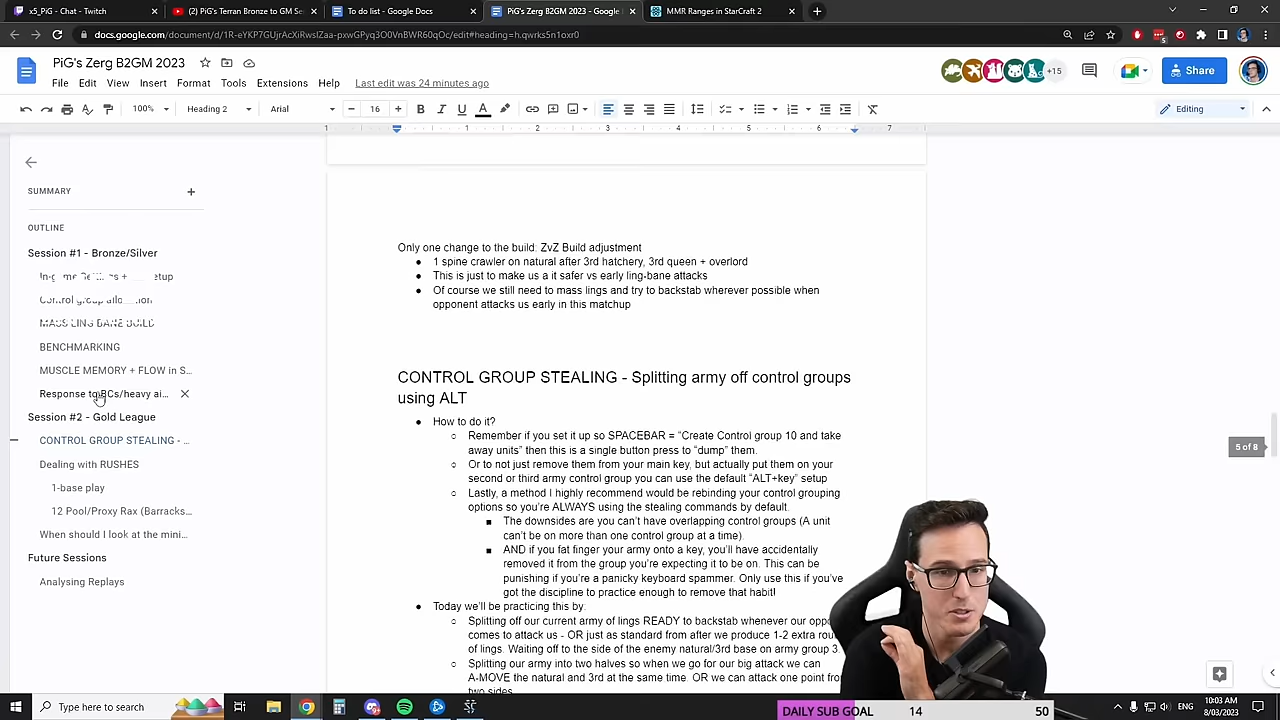 x5_PiG - Chat - Twitch
(2) PiG's Terran Bronze to GM Se
To do list - Google Docs
PiG's Zerg B2GM 2023 - Google
MMR Ranges in StarCraft 2
docs.google.com/document/d/1R-eYKP7GUjrAcXiRwsIZaa-pxwGPyq3O0VnBWR60qOc/edit#heading=h.qwrks5n1oxr0
PiG's Zerg B2GM 2023
File Edit View Insert Format Tools Extensions Help Last edit was 24 minutes ago
+15
Share
100% Heading 2 Arial 16
Editing
1 1 2 3 4 5 6 7
SUMMARY
OUTLINE
Session #1 - Bronze/Silver
MASS LING BANE BUILD
BENCHMARKING
MUSCLE MEMORY + FLOW in S...
Response to BCs/heavy ai...
Session #2 - Gold League
CONTROL GROUP STEALING - ...
Dealing with RUSHES
1-base play
12 Pool/Proxy Rax (Barracks...
When should I look at the mini...
Future Sessions
Analysing Replays
Only one change to the build: ZvZ Build adjustment
● 1 spine crawler on natural after 3rd hatchery, 3rd queen + overlord
● This is just to make us a it safer vs early ling-bane attacks
● Of course we still need to mass lings and try to backstab wherever possible when
opponent attacks us early in this matchup
CONTROL GROUP STEALING - Splitting army off control groups
using ALT
● How to do it?
○ Remember if you set it up so SPACEBAR = "Create Control group 10 and take
away units" then this is a single button press to "dump" them.
○ Or to not just remove them from your main key, but actually put them on your
second or third army control group you can use the default "ALT+key" setup
○ Lastly, a method I highly recommend would be rebinding your control grouping
options so you're ALWAYS using the stealing commands by default.
■ The downsides are you can't have overlapping control groups (A unit
can't be on more than one control group at a time).
■ AND if you fat finger your army onto a key, you'll have accidentally
removed it from the group you're expecting it to be on. This can be
punishing if you're a panicky keyboard spammer. Only use this if you've
got the discipline to practice enough to remove that habit!
● Today we'll be practicing this by:
○ Splitting off our current army of lings READY to backstab whenever our oppo
comes to attack us - OR just as standard from after we produce 1-2 extra rou
of lings. Waiting off to the side of the enemy natural/3rd base on army group 3
○ Splitting our army into two halves so when we go for our big attack we can
A-MOVE the natural and 3rd at the same time. OR we can attack one point fro
two sides
5 of 8
Type here to search
ENG
10:03 AM
8/03/2023
DAILY SUB GOAL 14 50